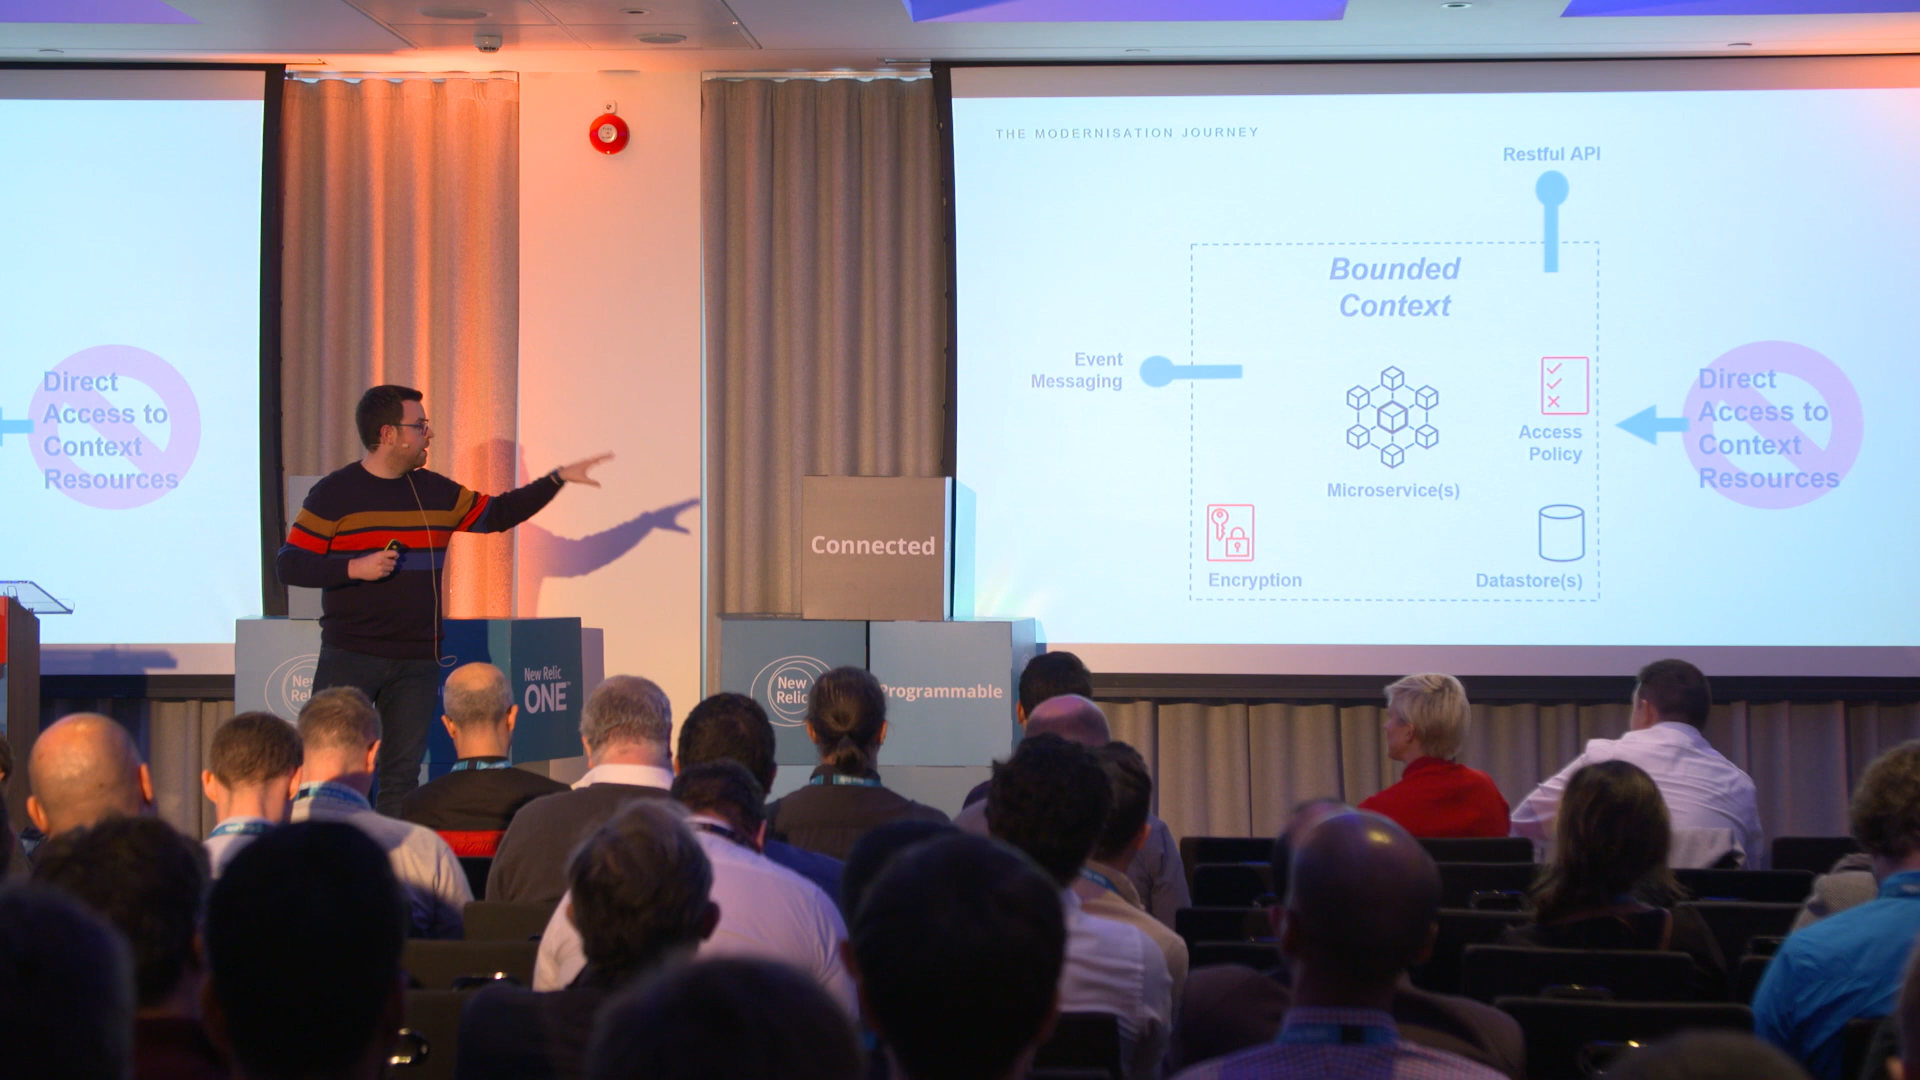 THE MODERNISATION JOURNEY
Restful API
Bounded
Context
Event
Messaging
Access
Policy
Microservice(s)
Encryption
Datastore(s)
Direct
Access to
Context
Resources
Direct
Access to
Context
Resources
Connected
New Relic
ONE
New
Relic
Programmable